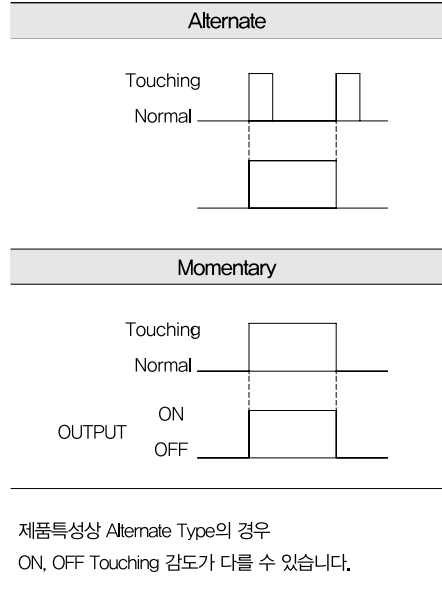 Alternate
Touching
Normal
Momentary
Touching
Normal
ON
OUTPUT
OFF
제품특성상 Alternate Type의 경우
ON, OFF Touching 감도가 다를 수 있습니다.